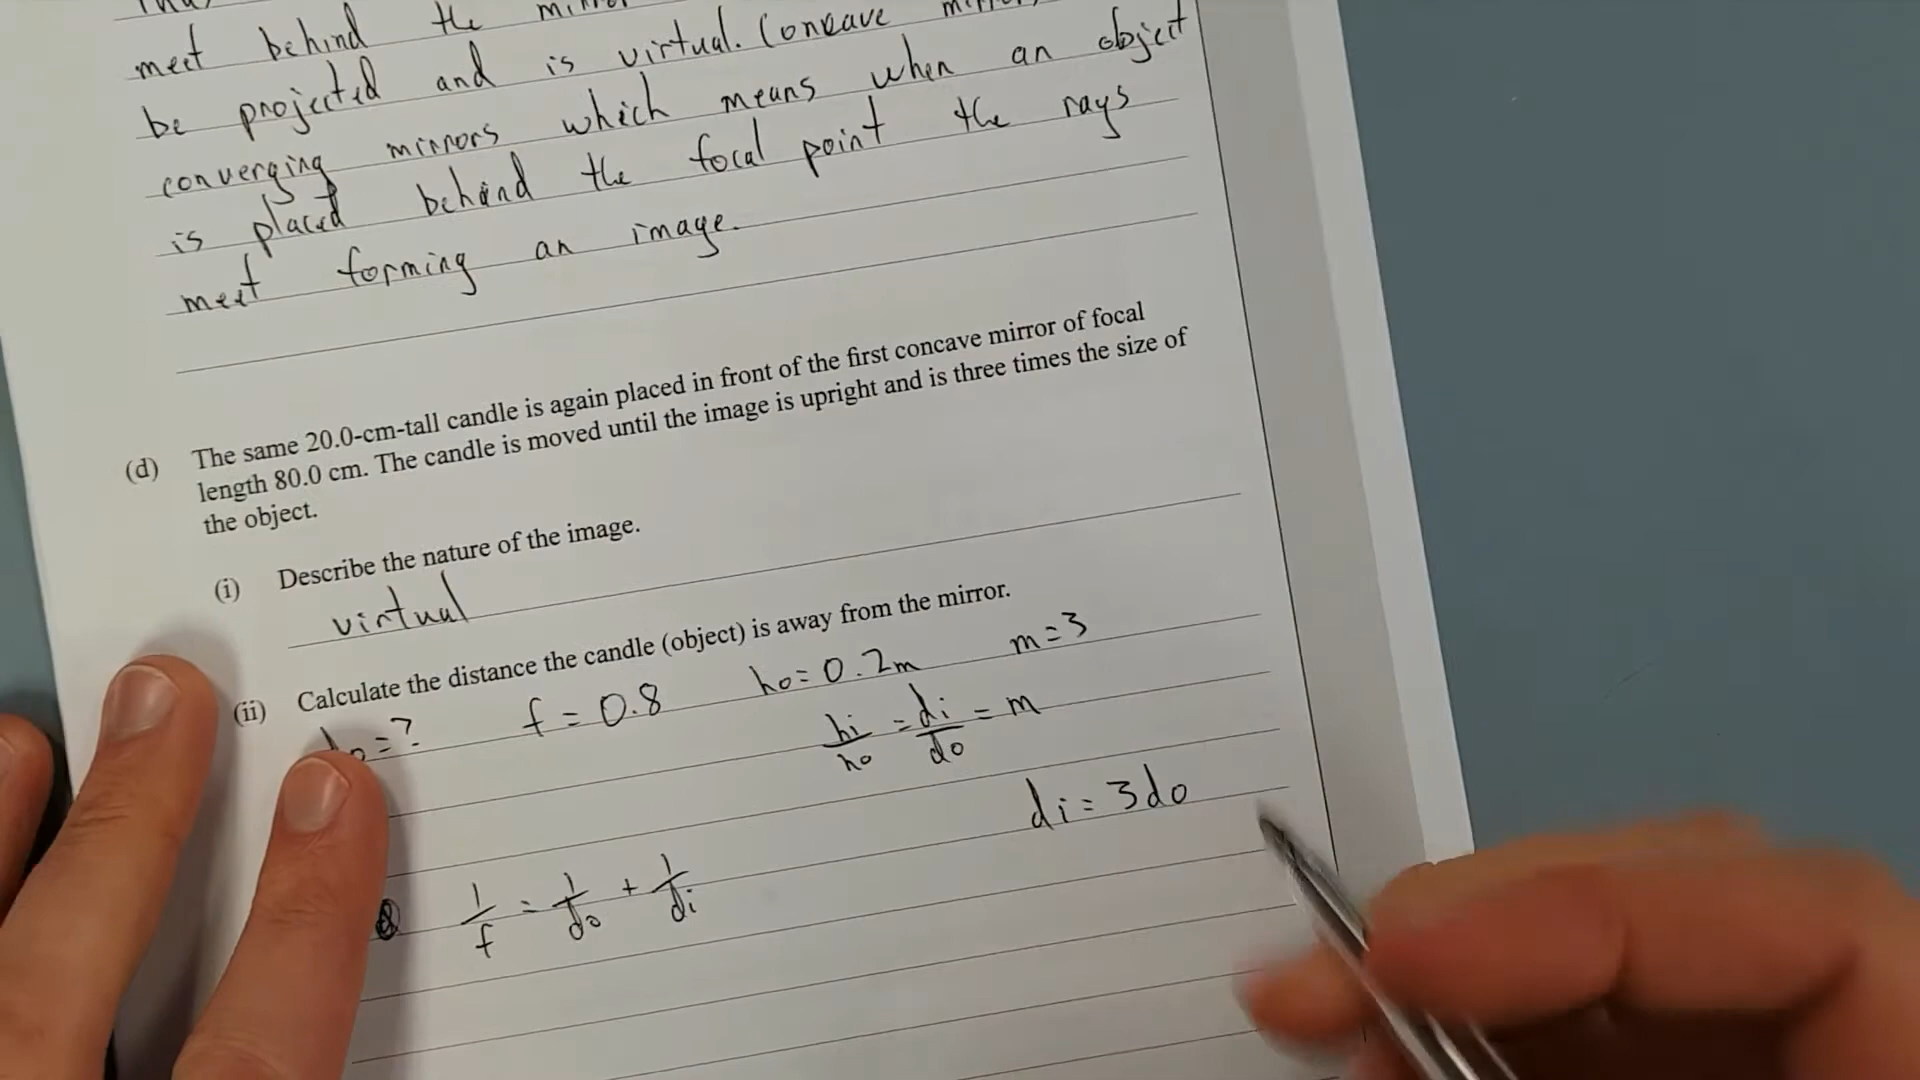 the
meet behind the
be projected and is virtual. Concave
converging mirrors which means when an object
is placed behind the focal point the rays
meet forming an image.
(d) The same 20.0-cm-tall candle is again placed in front of the first concave mirror of focal
length 80.0 cm. The candle is moved until the image is upright and is three times the size of
the object.
(i) Describe the nature of the image.
virtual
(ii) Calculate the distance the candle (object) is away from the mirror.
do=? f = 0.8 ho = 0.2m m=3
hi/ho = di/do = m
di = 3do
1/f = 1/do + 1/di